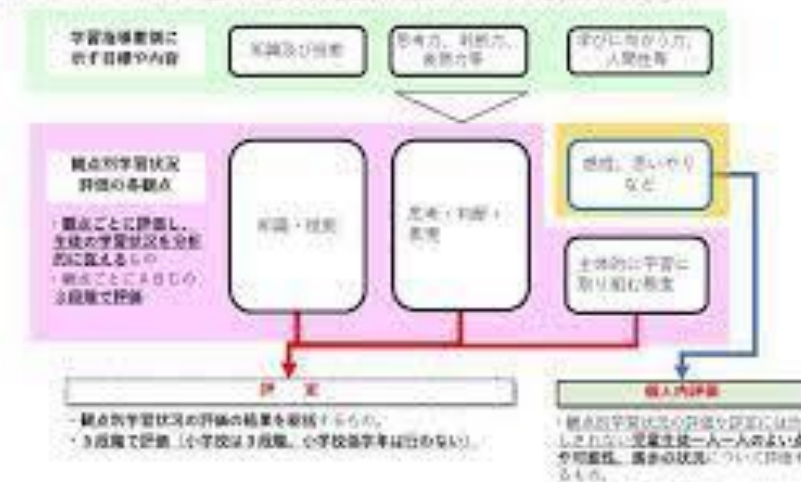 学習指導要領に
示す目標や内容
知識及び技能
思考力、判断力、
表現力等
学びに向かう力、
人間性等
観点別学習状況
評価の各観点
・観点ごとに評価し、
生徒の学習状況を分析
的に捉えるもの
・観点ごとにABCの
3段階で評価
知識・技能
思考・判断・
表現
感性、思いやり
など
主体的に学習に
取り組む態度
評 定
・観点別学習状況の評価の結果を総括するもの。
・5段階で評価(小学校は3段階。小学校低学年は行わない)。
個人内評価
・観点別学習状況の評価や評定には示
しきれない児童生徒一人一人のよい点
や可能性、進歩の状況について評価す
るもの。